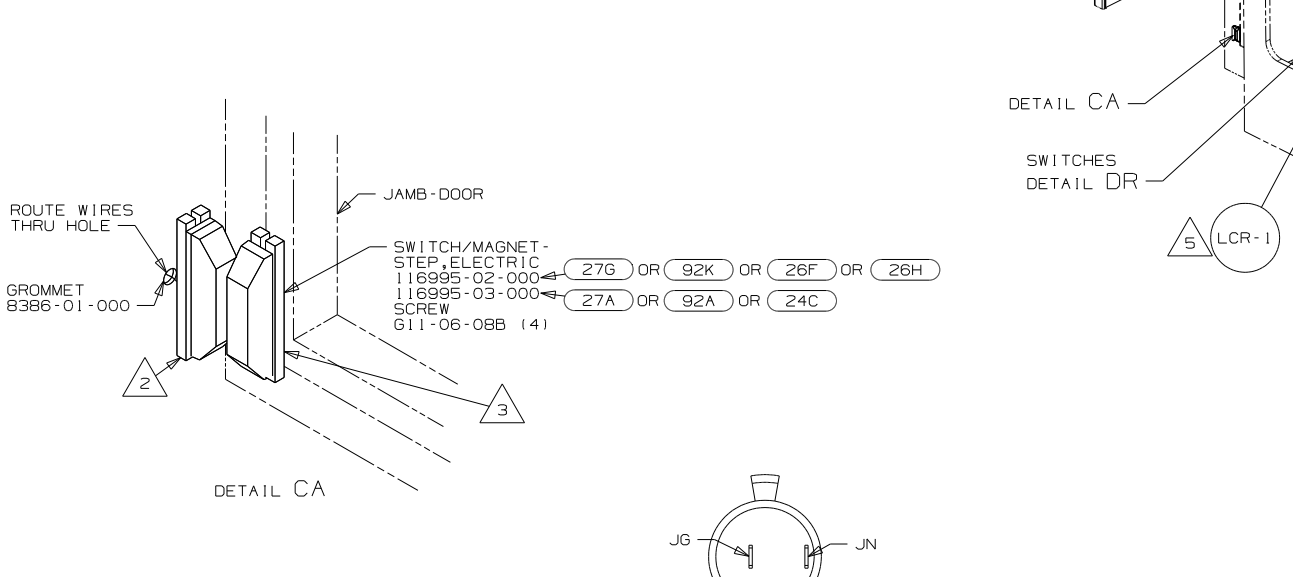 DETAIL CA
SWITCHES
DETAIL DR
5
LCR-1
JAMB-DOOR
ROUTE WIRES
THRU HOLE
GROMMET
8386-01-000
SWITCH/MAGNET-
STEP,ELECTRIC
116995-02-000 27G OR 92K OR 26F OR 26H
116995-03-000 27A OR 92A OR 24C
SCREW
G11-06-08B (4)
2
3
DETAIL CA
JG
JN